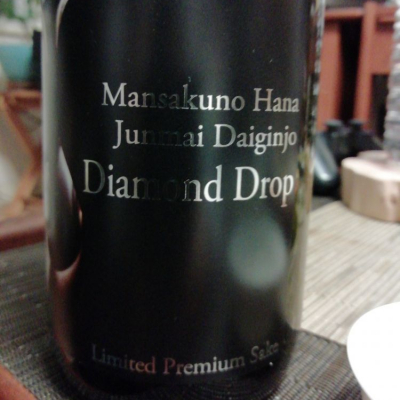 Mansakuno Hana
Junmai Daiginjo
Diamond Drop
Limited Premium Sake